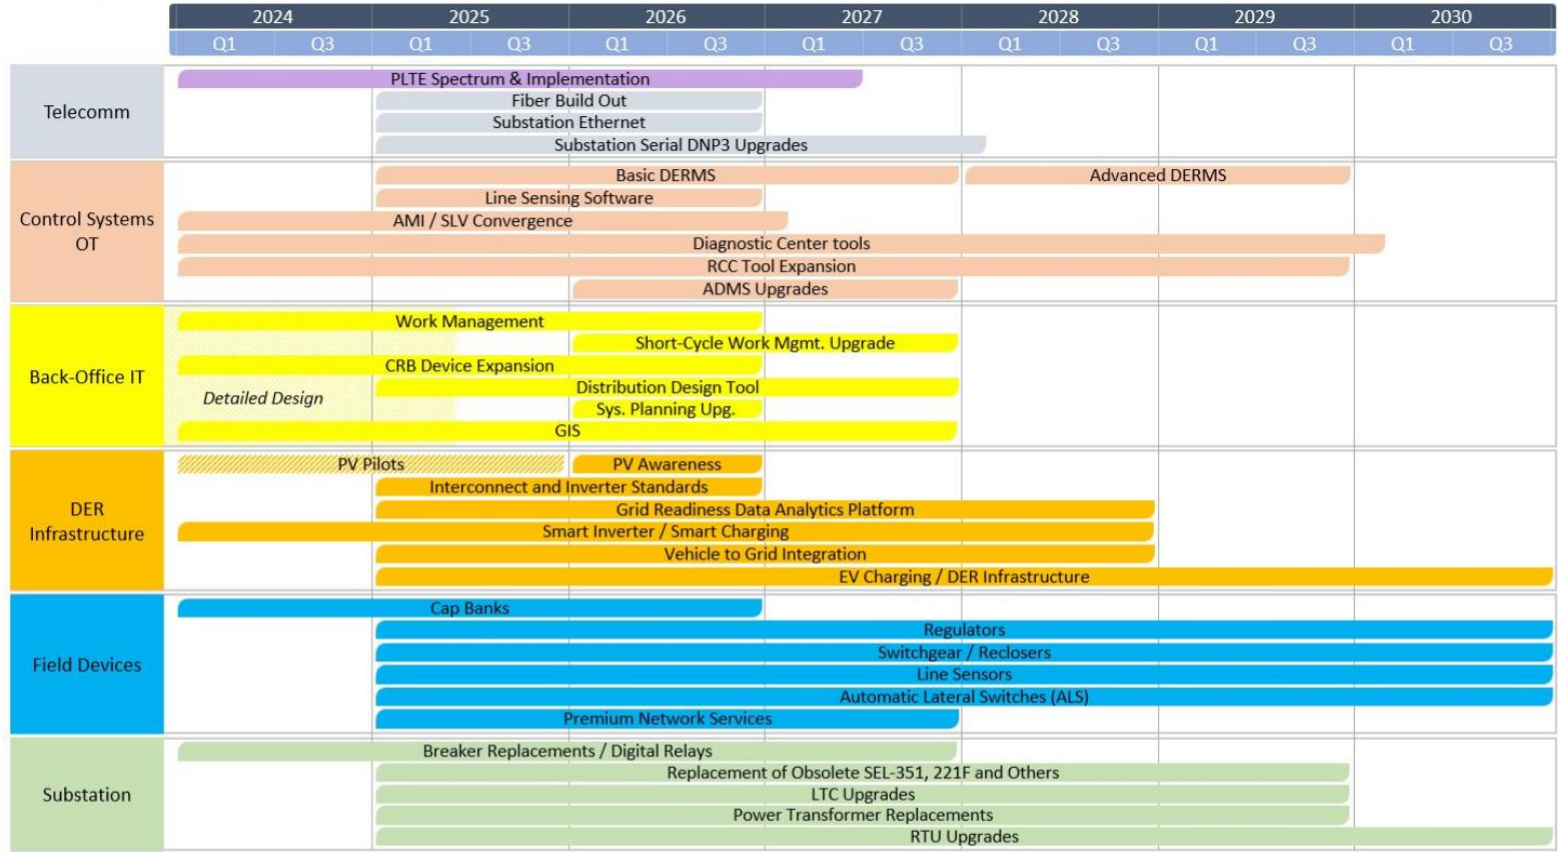 2024 2025 2026 2027 2028 2029 2030
Q1 Q3 Q1 Q3 Q1 Q3 Q1 Q3 Q1 Q3 Q1 Q3 Q1 Q3
Telecomm
PLTE Spectrum & Implementation
Fiber Build Out
Substation Ethernet
Substation Serial DNP3 Upgrades
Control Systems
OT
Basic DERMS
Advanced DERMS
Line Sensing Software
AMI / SLV Convergence
Diagnostic Center tools
RCC Tool Expansion
ADMS Upgrades
Back-Office IT
Work Management
Short-Cycle Work Mgmt. Upgrade
CRB Device Expansion
Distribution Design Tool
Detailed Design
Sys. Planning Upg.
GIS
DER
Infrastructure
PV Pilots
PV Awareness
Interconnect and Inverter Standards
Grid Readiness Data Analytics Platform
Smart Inverter / Smart Charging
Vehicle to Grid Integration
EV Charging / DER Infrastructure
Field Devices
Cap Banks
Regulators
Switchgear / Reclosers
Line Sensors
Automatic Lateral Switches (ALS)
Premium Network Services
Substation
Breaker Replacements / Digital Relays
Replacement of Obsolete SEL-351, 221F and Others
LTC Upgrades
Power Transformer Replacements
RTU Upgrades